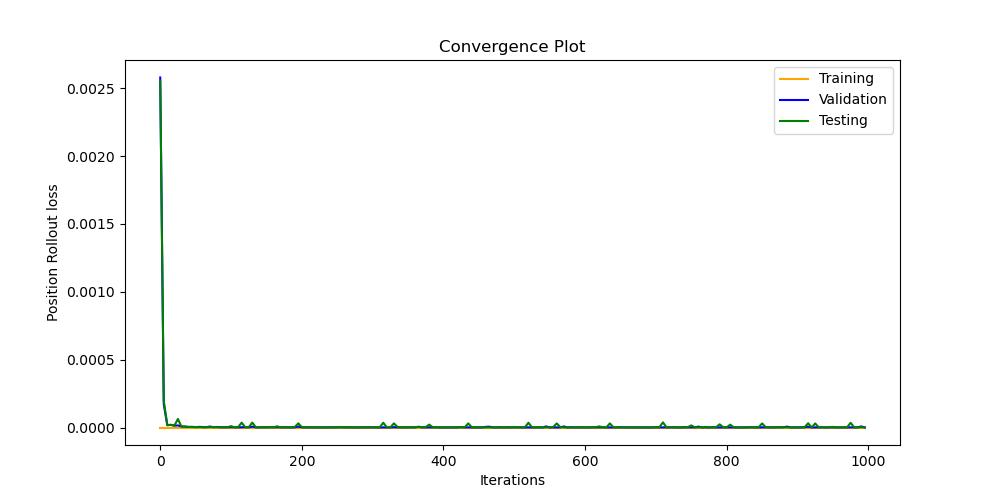 Convergence Plot
Training
Validation
Testing
0.0025
0.0020
0.0015
0.0010
0.0005
0.0000
Position Rollout loss
0 200 400 600 800 1000
Iterations